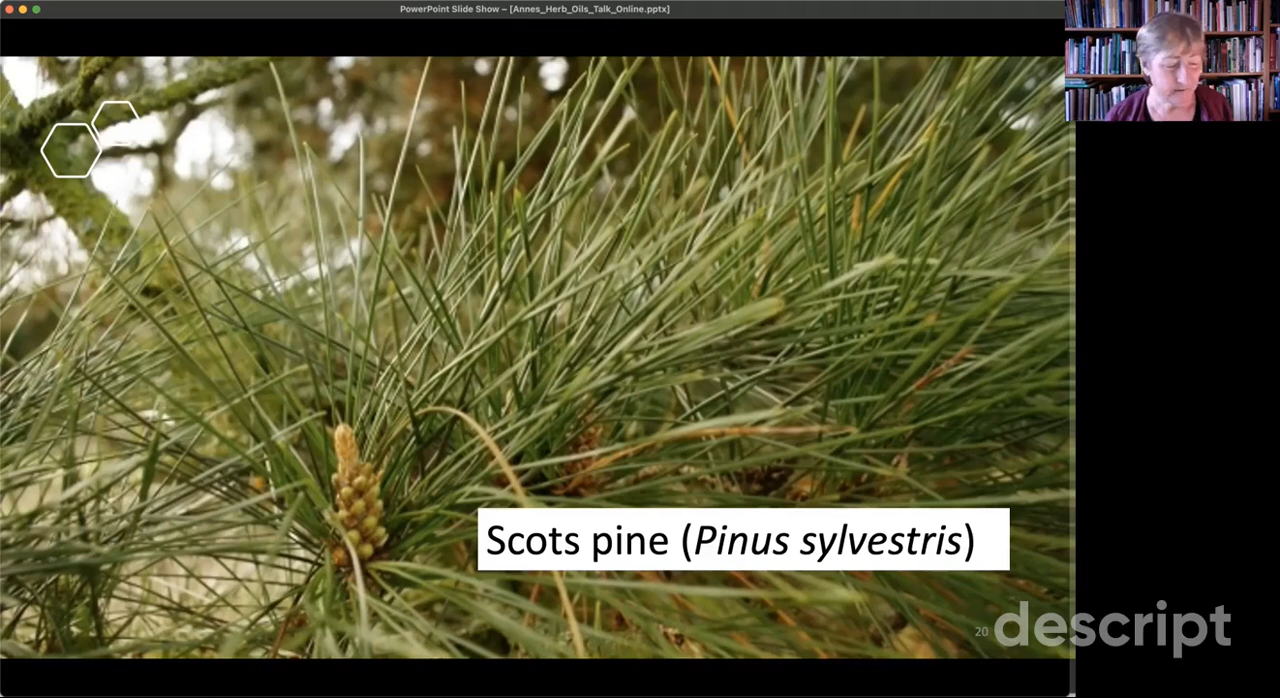 PowerPoint Slide Show – [Annes_Herb_Oils_Talk_Online.pptx]
Scots pine (Pinus sylvestris)
20
descript